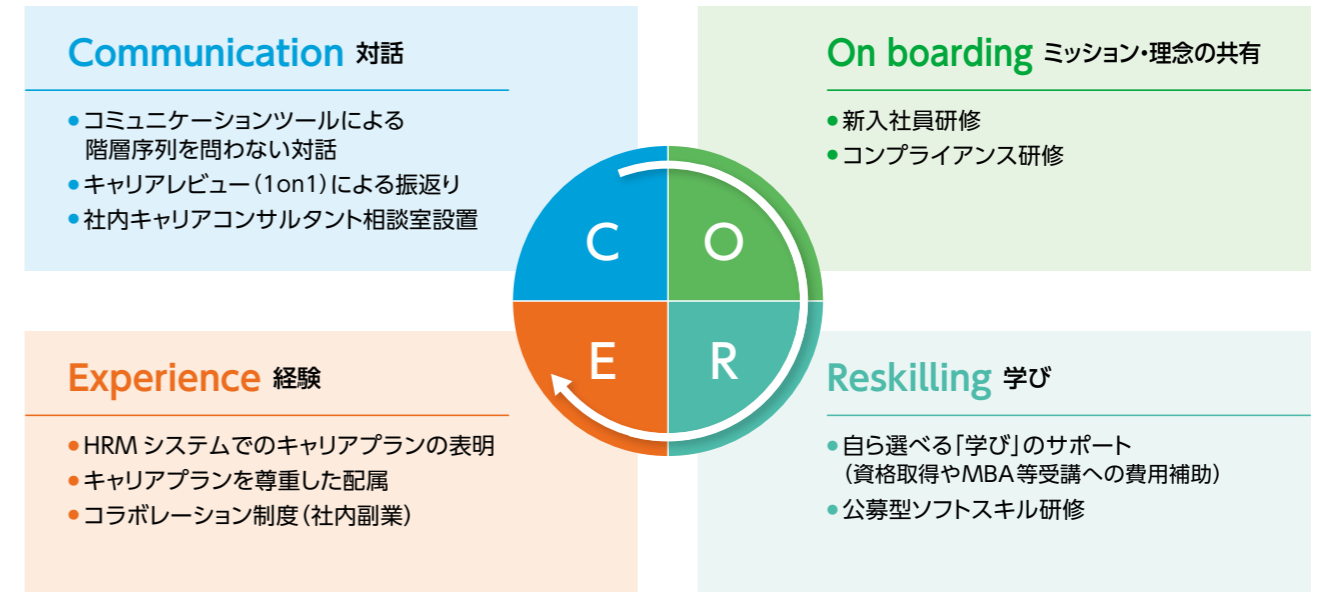 Communication 対話
•コミュニケーションツールによる
階層序列を問わない対話
•キャリアレビュー(1on1)による振返り
•社内キャリアコンサルタント相談室設置
On boarding ミッション・理念の共有
•新入社員研修
•コンプライアンス研修
C O
E R
Experience 経験
•HRM システムでのキャリアプランの表明
•キャリアプランを尊重した配属
•コラボレーション制度(社内副業)
Reskilling 学び
•自ら選べる「学び」のサポート
(資格取得やMBA等受講への費用補助)
•公募型ソフトスキル研修